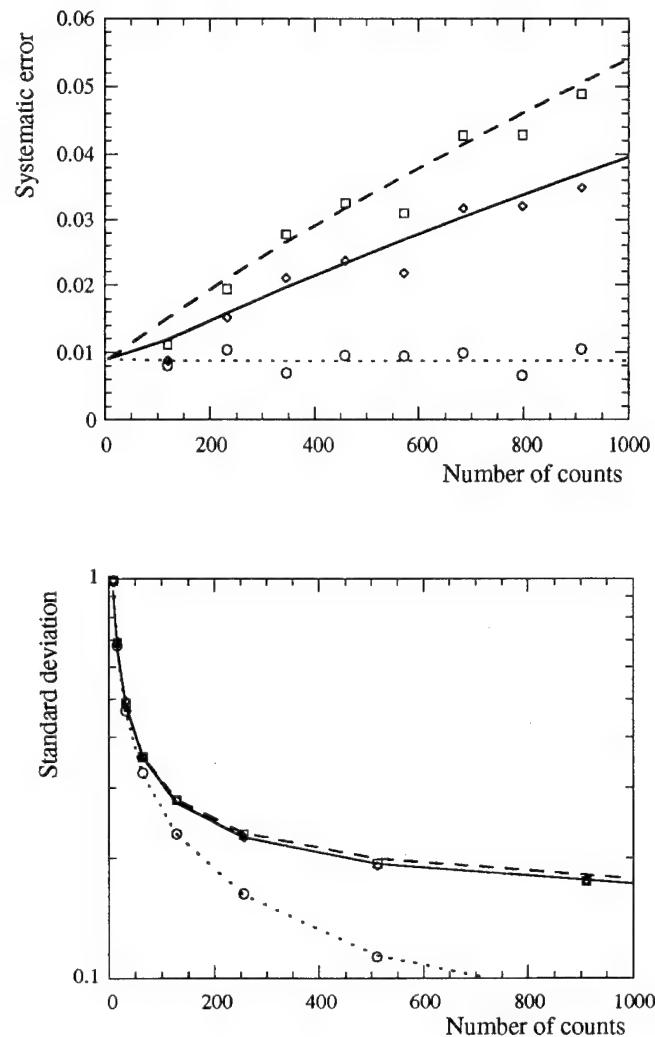 0.06
Systematic error
0.05
0.04
0.03
0.02
0.01
0
0 200 400 600 800 1000
Number of counts
1
Standard deviation
0.1
0 200 400 600 800 1000
Number of counts